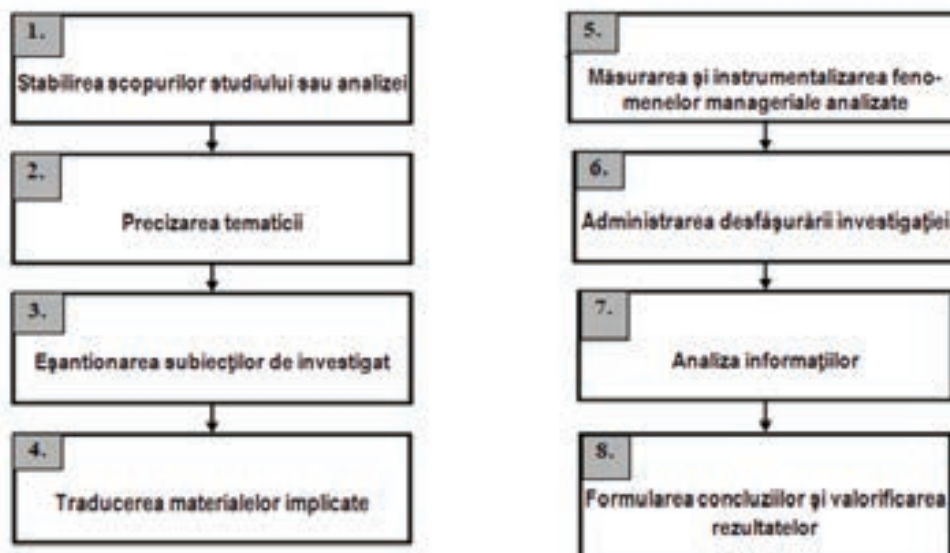 1.
Stabilirea scopurilor studiului sau analizei
2.
Precizarea tematicii
3.
Eşantionarea subiecţilor de investigat
4.
Traducerea materialelor implicate
5.
Măsurarea şi instrumentalizarea feno-
menelor manageriale analizate
6.
Administrarea desfăşurării investigaţiei
7.
Analiza informaţiilor
8.
Formularea concluziilor şi valorificarea
rezultatelor